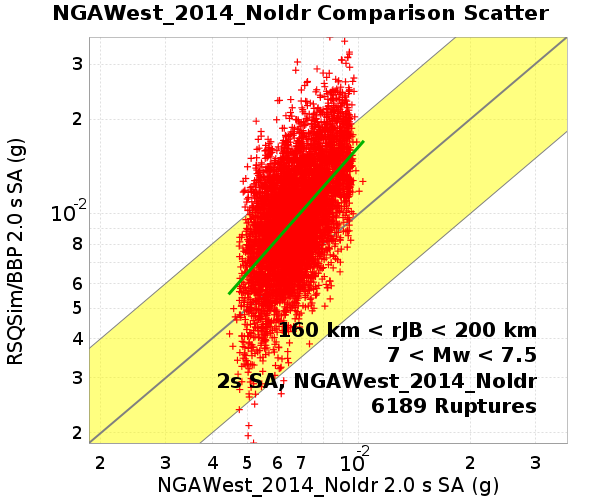 NGAWest_2014_NoIdr Comparison Scatter
RSQSim/BBP 2.0 s SA (g)
3
2
10-2
8
6
5
4
3
2
160 km < rJB < 200 km
7 < Mw < 7.5
2s SA, NGAWest_2014_NoIdr
6189 Ruptures
2 3 4 5 6 7 10-2 2 3
NGAWest_2014_NoIdr 2.0 s SA (g)